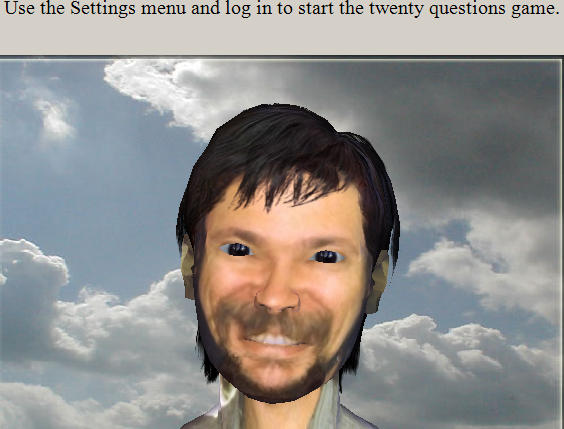 Use the Settings menu and log in to start the twenty questions game.